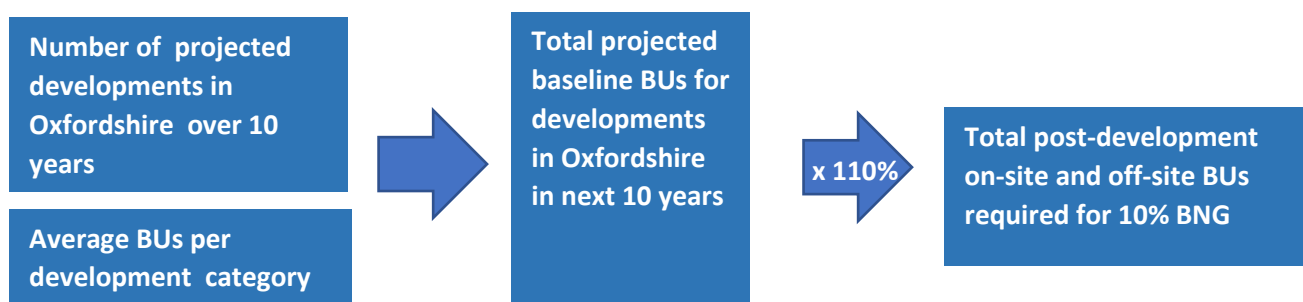 Number of projected
developments in
Oxfordshire over 10
years
Average BUs per
development category
Total projected
baseline BUs for
developments
in Oxfordshire
in next 10 years
x 110%
Total post-development
on-site and off-site BUs
required for 10% BNG